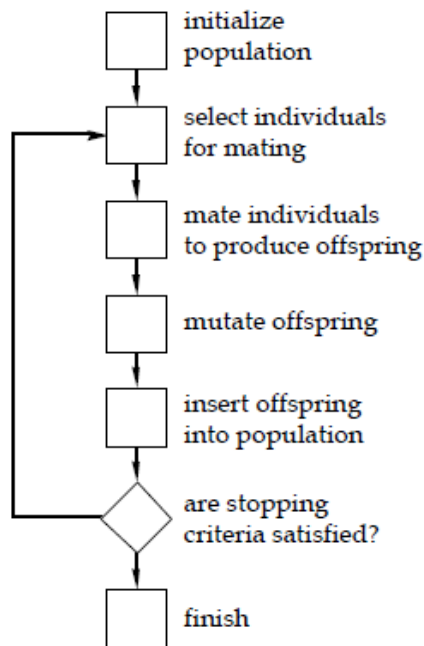 initialize
population
select individuals
for mating
mate individuals
to produce offspring
mutate offspring
insert offspring
into population
are stopping
criteria satisfied?
finish